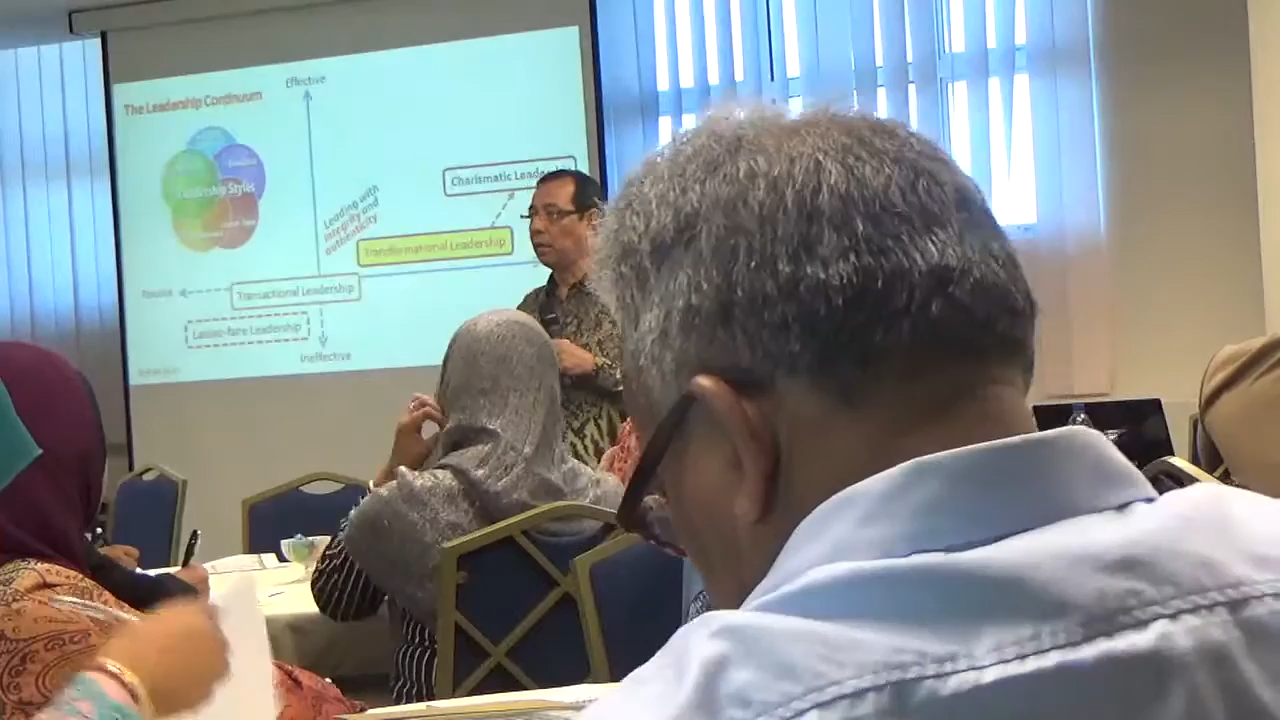 Effective
The Leadership Continuum
Leadership Styles
Charismatic Leadership
Leading with
integrity and
authenticity
Transformational Leadership
Passive
Transactional Leadership
Laissez-faire Leadership
Ineffective